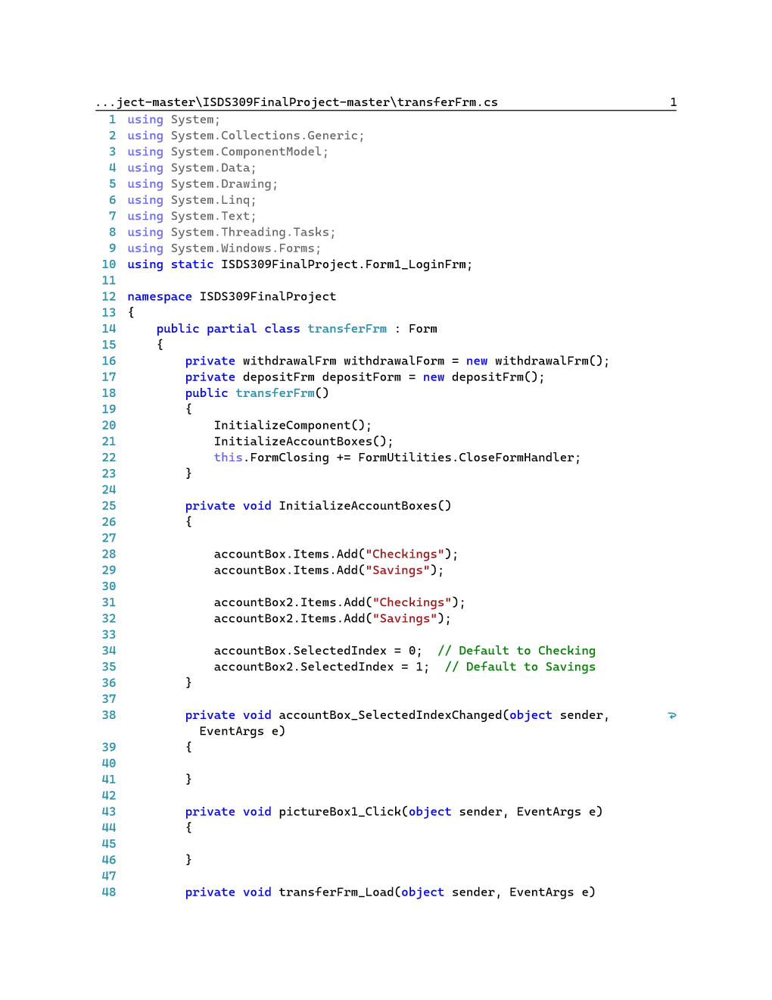 ...ject-master\ISDS309FinalProject-master\transferFrm.cs 1
1 using System;
2 using System.Collections.Generic;
3 using System.ComponentModel;
4 using System.Data;
5 using System.Drawing;
6 using System.Linq;
7 using System.Text;
8 using System.Threading.Tasks;
9 using System.Windows.Forms;
10 using static ISDS309FinalProject.Form1_LoginFrm;
11
12 namespace ISDS309FinalProject
13 {
14     public partial class transferFrm : Form
15     {
16         private withdrawalFrm withdrawalForm = new withdrawalFrm();
17         private depositFrm depositForm = new depositFrm();
18         public transferFrm()
19         {
20             InitializeComponent();
21             InitializeAccountBoxes();
22             this.FormClosing += FormUtilities.CloseFormHandler;
23         }
24
25         private void InitializeAccountBoxes()
26         {
27
28             accountBox.Items.Add("Checkings");
29             accountBox.Items.Add("Savings");
30
31             accountBox2.Items.Add("Checkings");
32             accountBox2.Items.Add("Savings");
33
34             accountBox.SelectedIndex = 0;  // Default to Checking
35             accountBox2.SelectedIndex = 1;  // Default to Savings
36         }
37
38         private void accountBox_SelectedIndexChanged(object sender,
           EventArgs e)
39         {
40
41         }
42
43         private void pictureBox1_Click(object sender, EventArgs e)
44         {
45
46         }
47
48         private void transferFrm_Load(object sender, EventArgs e)